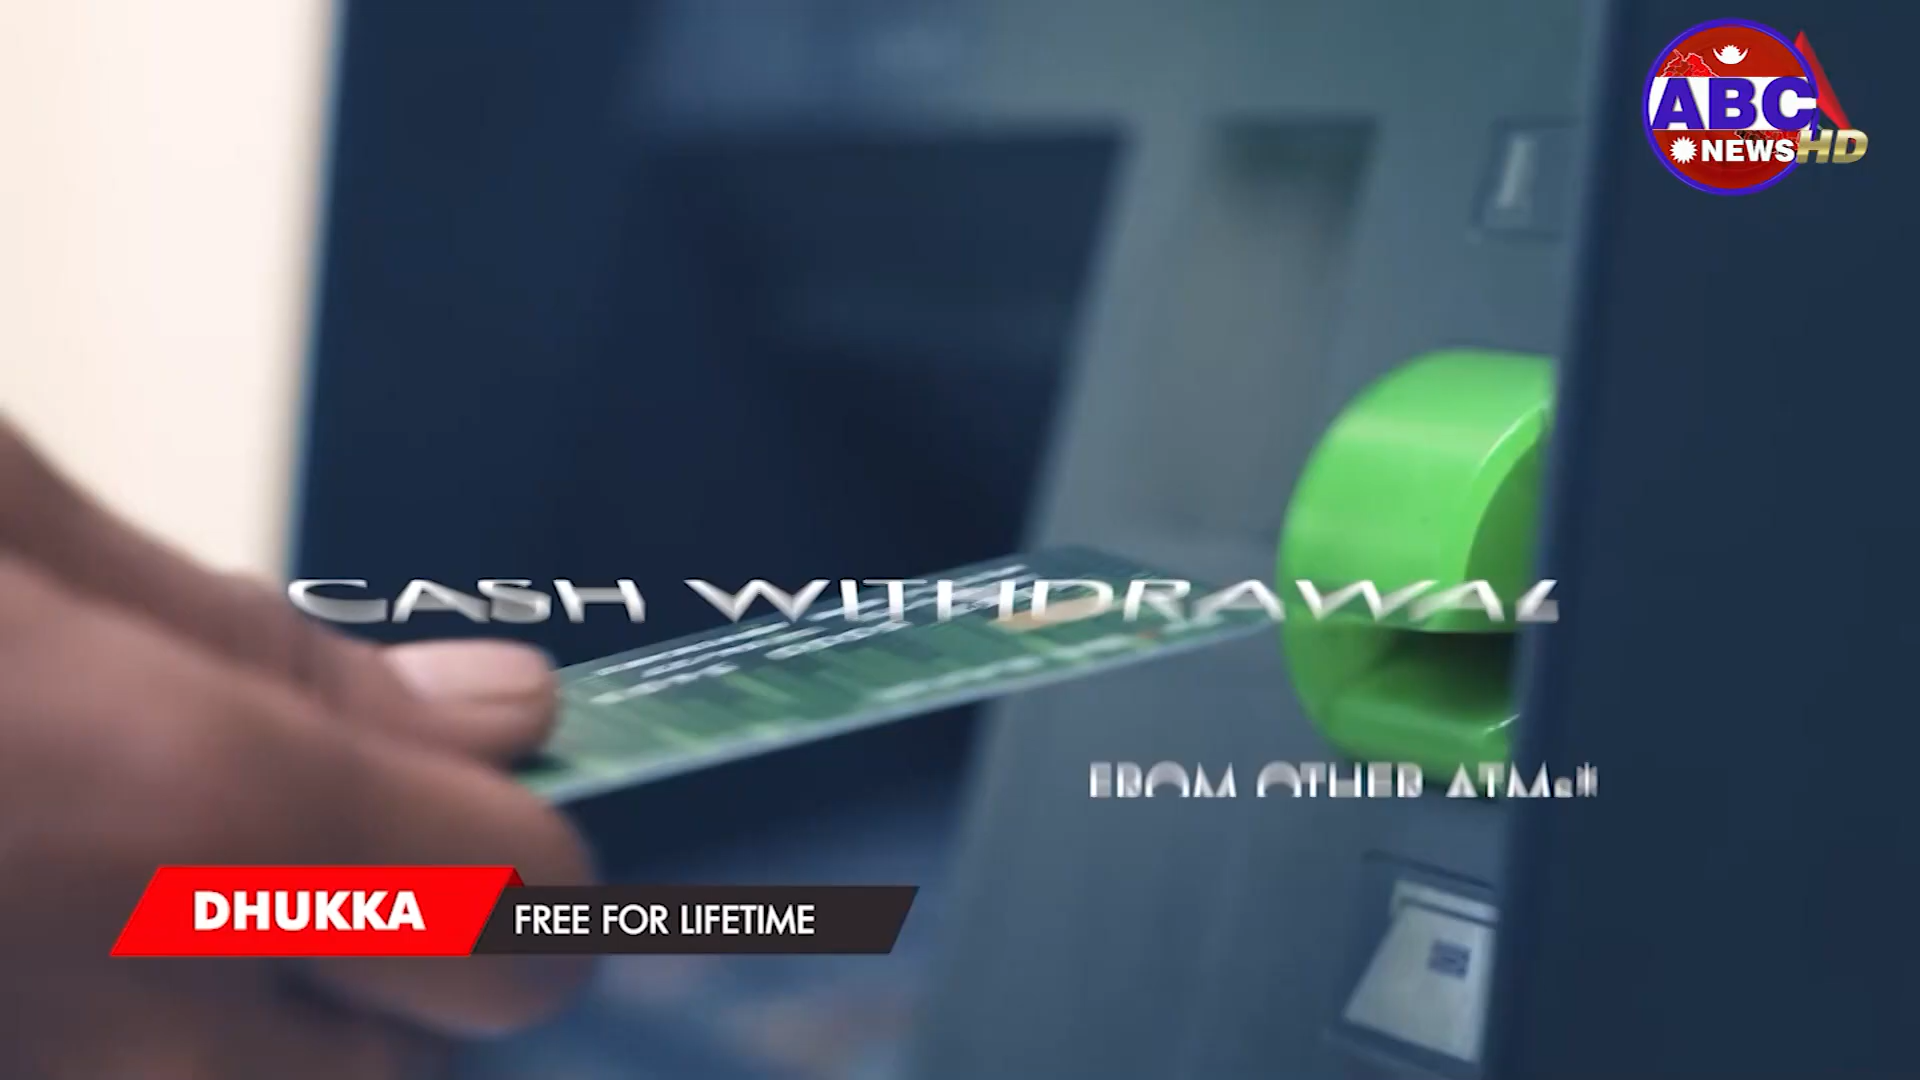 ABC
NEWS HD
CASH WITHDRAWAL
FROM OTHER ATMs*
DHUKKA
FREE FOR LIFETIME